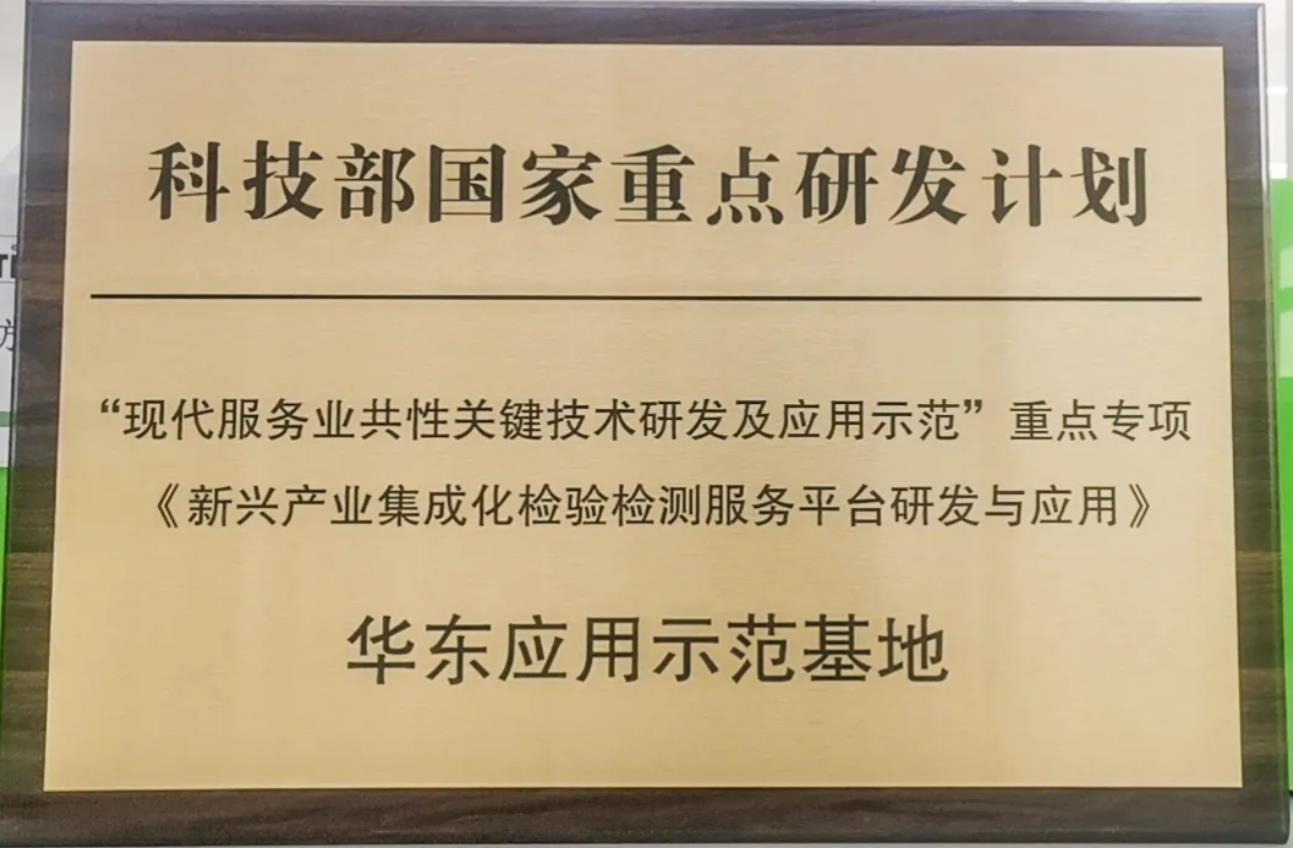 科技部国家重点研发计划
“现代服务业共性关键技术研发及应用示范”重点专项
《新兴产业集成化检验检测服务平台研发与应用》
华东应用示范基地